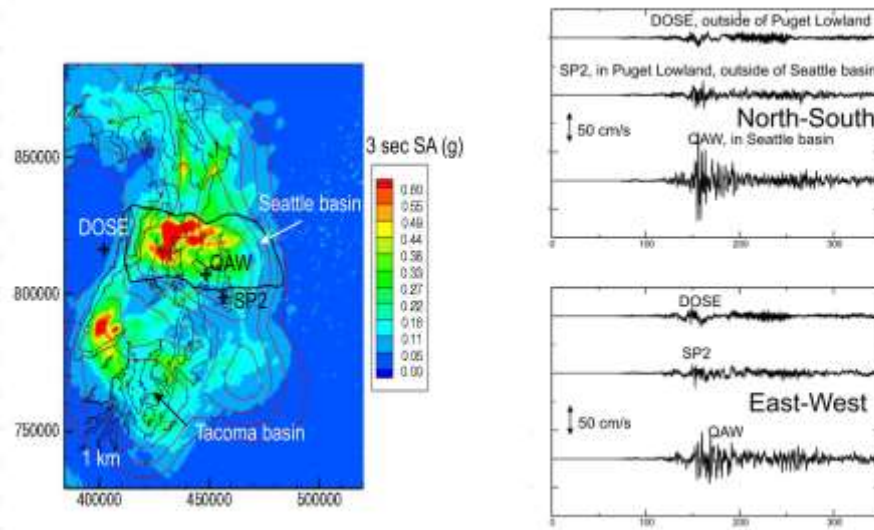 3 sec SA (g)
0.60
0.55
0.49
0.44
0.38
0.33
0.27
0.22
0.18
0.11
0.05
0.00
850000
800000
750000
400000 450000 500000
DOSE
Seattle basin
QAW
SP2
Tacoma basin
1 km
DOSE, outside of Puget Lowland
SP2, in Puget Lowland, outside of Seattle basin
50 cm/s
North-South
QAW, in Seattle basin
0 100 200 300
DOSE
SP2
East-West
50 cm/s
QAW
0 100 200 300